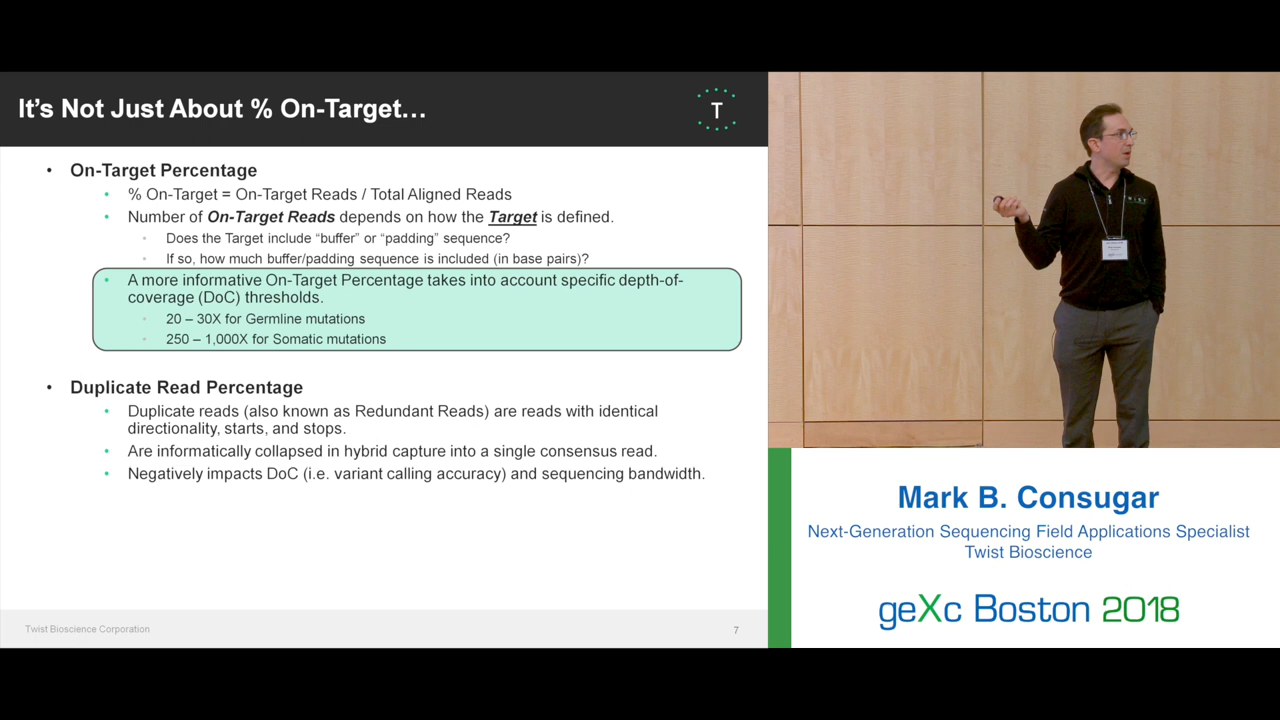 It's Not Just About % On-Target…
T
• On-Target Percentage
• % On-Target = On-Target Reads / Total Aligned Reads
• Number of On-Target Reads depends on how the Target is defined.
• Does the Target include “buffer” or “padding” sequence?
• If so, how much buffer/padding sequence is included (in base pairs)?
• A more informative On-Target Percentage takes into account specific depth-of-
coverage (DoC) thresholds.
• 20 – 30X for Germline mutations
• 250 – 1,000X for Somatic mutations
• Duplicate Read Percentage
• Duplicate reads (also known as Redundant Reads) are reads with identical
directionality, starts, and stops.
• Are informatically collapsed in hybrid capture into a single consensus read.
• Negatively impacts DoC (i.e. variant calling accuracy) and sequencing bandwidth.
Twist Bioscience Corporation
7
TWIST
Mark B. Consugar
Next-Generation Sequencing Field Applications Specialist
Twist Bioscience
geXc Boston 2018